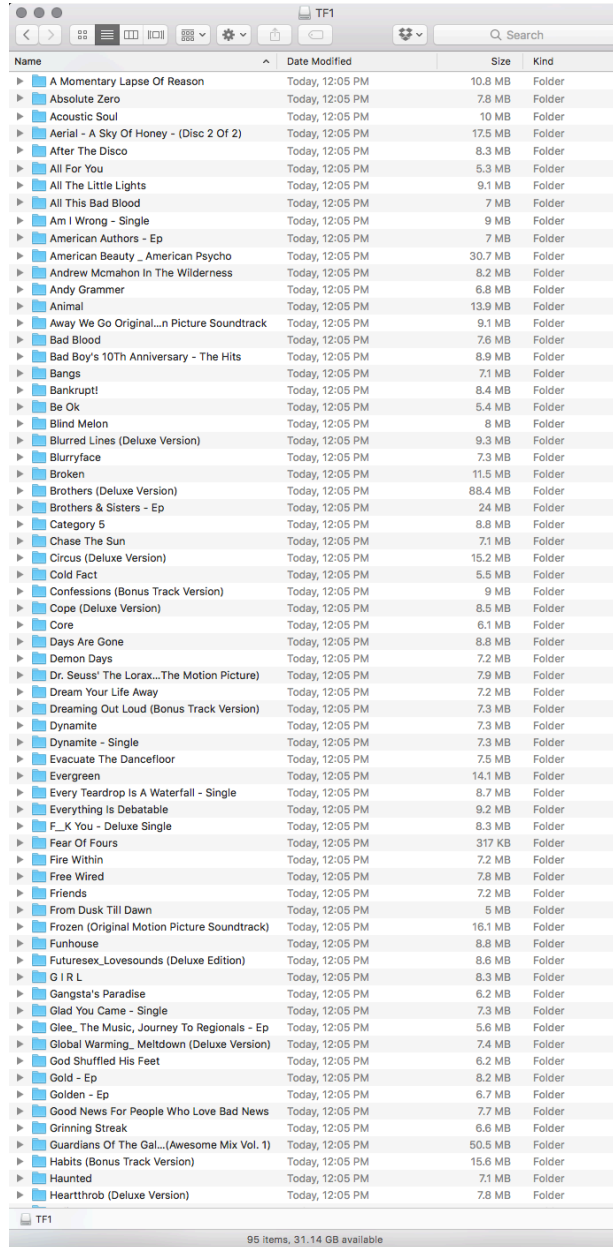 TF1
Search
Name Date Modified Size Kind
A Momentary Lapse Of Reason Today, 12:05 PM 10.8 MB Folder
Absolute Zero Today, 12:05 PM 7.8 MB Folder
Acoustic Soul Today, 12:05 PM 10 MB Folder
Aerial - A Sky Of Honey - (Disc 2 Of 2) Today, 12:05 PM 17.5 MB Folder
After The Disco Today, 12:05 PM 8.3 MB Folder
All For You Today, 12:05 PM 5.3 MB Folder
All The Little Lights Today, 12:05 PM 9.1 MB Folder
All This Bad Blood Today, 12:05 PM 7 MB Folder
Am I Wrong - Single Today, 12:05 PM 9 MB Folder
American Authors - Ep Today, 12:05 PM 7 MB Folder
American Beauty _ American Psycho Today, 12:05 PM 30.7 MB Folder
Andrew Mcmahon In The Wilderness Today, 12:05 PM 8.2 MB Folder
Andy Grammer Today, 12:05 PM 6.8 MB Folder
Animal Today, 12:05 PM 13.9 MB Folder
Away We Go Original...n Picture Soundtrack Today, 12:05 PM 9.1 MB Folder
Bad Blood Today, 12:05 PM 7.6 MB Folder
Bad Boy's 10Th Anniversary - The Hits Today, 12:05 PM 8.9 MB Folder
Bangs Today, 12:05 PM 7.1 MB Folder
Bankrupt! Today, 12:05 PM 8.4 MB Folder
Be Ok Today, 12:05 PM 5.4 MB Folder
Blind Melon Today, 12:05 PM 8 MB Folder
Blurred Lines (Deluxe Version) Today, 12:05 PM 9.3 MB Folder
Blurryface Today, 12:05 PM 7.3 MB Folder
Broken Today, 12:05 PM 11.5 MB Folder
Brothers (Deluxe Version) Today, 12:05 PM 88.4 MB Folder
Brothers & Sisters - Ep Today, 12:05 PM 24 MB Folder
Category 5 Today, 12:05 PM 8.8 MB Folder
Chase The Sun Today, 12:05 PM 7.1 MB Folder
Circus (Deluxe Version) Today, 12:05 PM 15.2 MB Folder
Cold Fact Today, 12:05 PM 5.5 MB Folder
Confessions (Bonus Track Version) Today, 12:05 PM 9 MB Folder
Cope (Deluxe Version) Today, 12:05 PM 8.5 MB Folder
Core Today, 12:05 PM 6.1 MB Folder
Days Are Gone Today, 12:05 PM 8.8 MB Folder
Demon Days Today, 12:05 PM 7.2 MB Folder
Dr. Seuss' The Lorax...The Motion Picture) Today, 12:05 PM 7.9 MB Folder
Dream Your Life Away Today, 12:05 PM 7.2 MB Folder
Dreaming Out Loud (Bonus Track Version) Today, 12:05 PM 7.3 MB Folder
Dynamite Today, 12:05 PM 7.3 MB Folder
Dynamite - Single Today, 12:05 PM 7.3 MB Folder
Evacuate The Dancefloor Today, 12:05 PM 7.5 MB Folder
Evergreen Today, 12:05 PM 14.1 MB Folder
Every Teardrop Is A Waterfall - Single Today, 12:05 PM 8.7 MB Folder
Everything Is Debatable Today, 12:05 PM 9.2 MB Folder
F__K You - Deluxe Single Today, 12:05 PM 8.3 MB Folder
Fear Of Fours Today, 12:05 PM 317 KB Folder
Fire Within Today, 12:05 PM 7.2 MB Folder
Free Wired Today, 12:05 PM 7.8 MB Folder
Friends Today, 12:05 PM 7.2 MB Folder
From Dusk Till Dawn Today, 12:05 PM 5 MB Folder
Frozen (Original Motion Picture Soundtrack) Today, 12:05 PM 16.1 MB Folder
Funhouse Today, 12:05 PM 8.8 MB Folder
Futuresex_Lovesounds (Deluxe Edition) Today, 12:05 PM 8.6 MB Folder
G I R L Today, 12:05 PM 8.3 MB Folder
Gangsta's Paradise Today, 12:05 PM 6.2 MB Folder
Glad You Came - Single Today, 12:05 PM 7.3 MB Folder
Glee_ The Music, Journey To Regionals - Ep Today, 12:05 PM 5.6 MB Folder
Global Warming_ Meltdown (Deluxe Version) Today, 12:05 PM 7.4 MB Folder
God Shuffled His Feet Today, 12:05 PM 6.2 MB Folder
Gold - Ep Today, 12:05 PM 8.2 MB Folder
Golden - Ep Today, 12:05 PM 6.7 MB Folder
Good News For People Who Love Bad News Today, 12:05 PM 7.7 MB Folder
Grinning Streak Today, 12:05 PM 6.6 MB Folder
Guardians Of The Gal...(Awesome Mix Vol. 1) Today, 12:05 PM 50.5 MB Folder
Habits (Bonus Track Version) Today, 12:05 PM 15.6 MB Folder
Haunted Today, 12:05 PM 7.1 MB Folder
Heartthrob (Deluxe Version) Today, 12:05 PM 7.8 MB Folder
TF1
95 items, 31.14 GB available